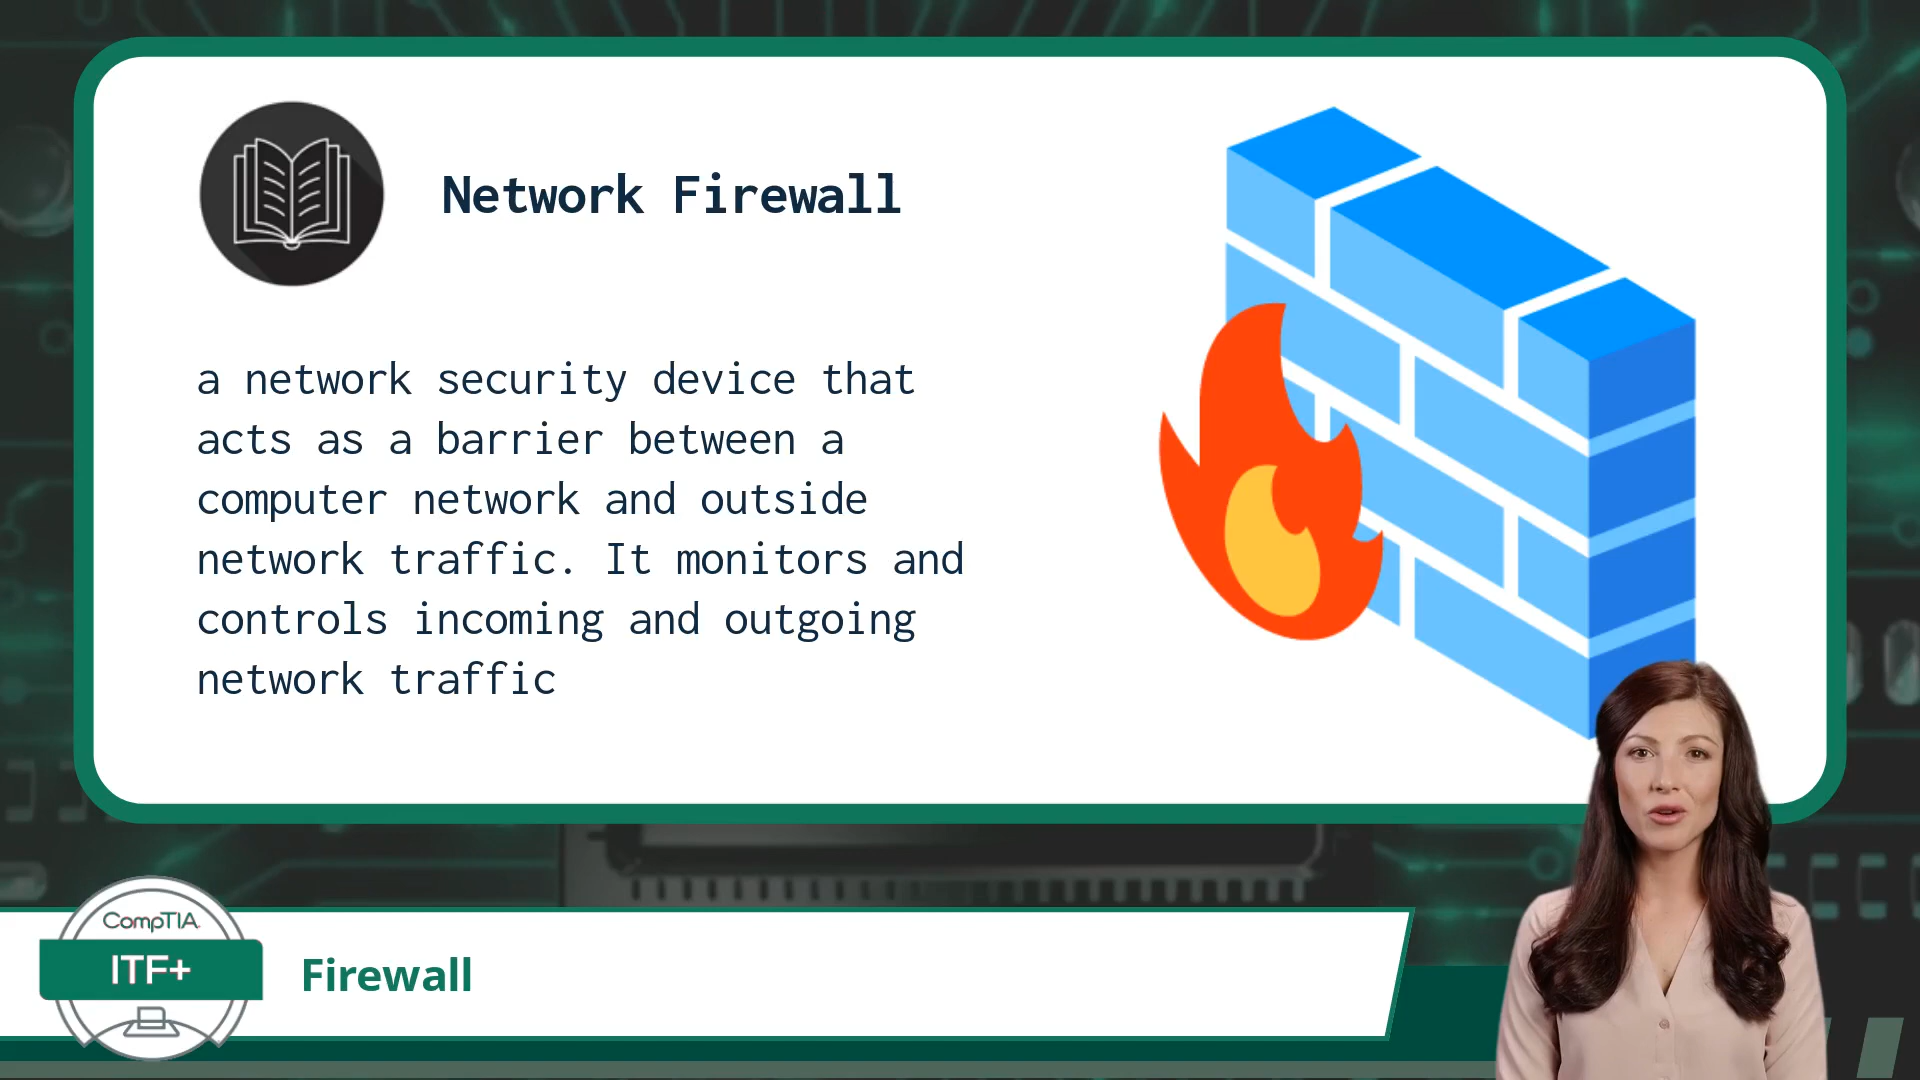 Network Firewall
a network security device that
acts as a barrier between a
computer network and outside
network traffic. It monitors and
controls incoming and outgoing
network traffic
CompTIA.
ITF+
Firewall